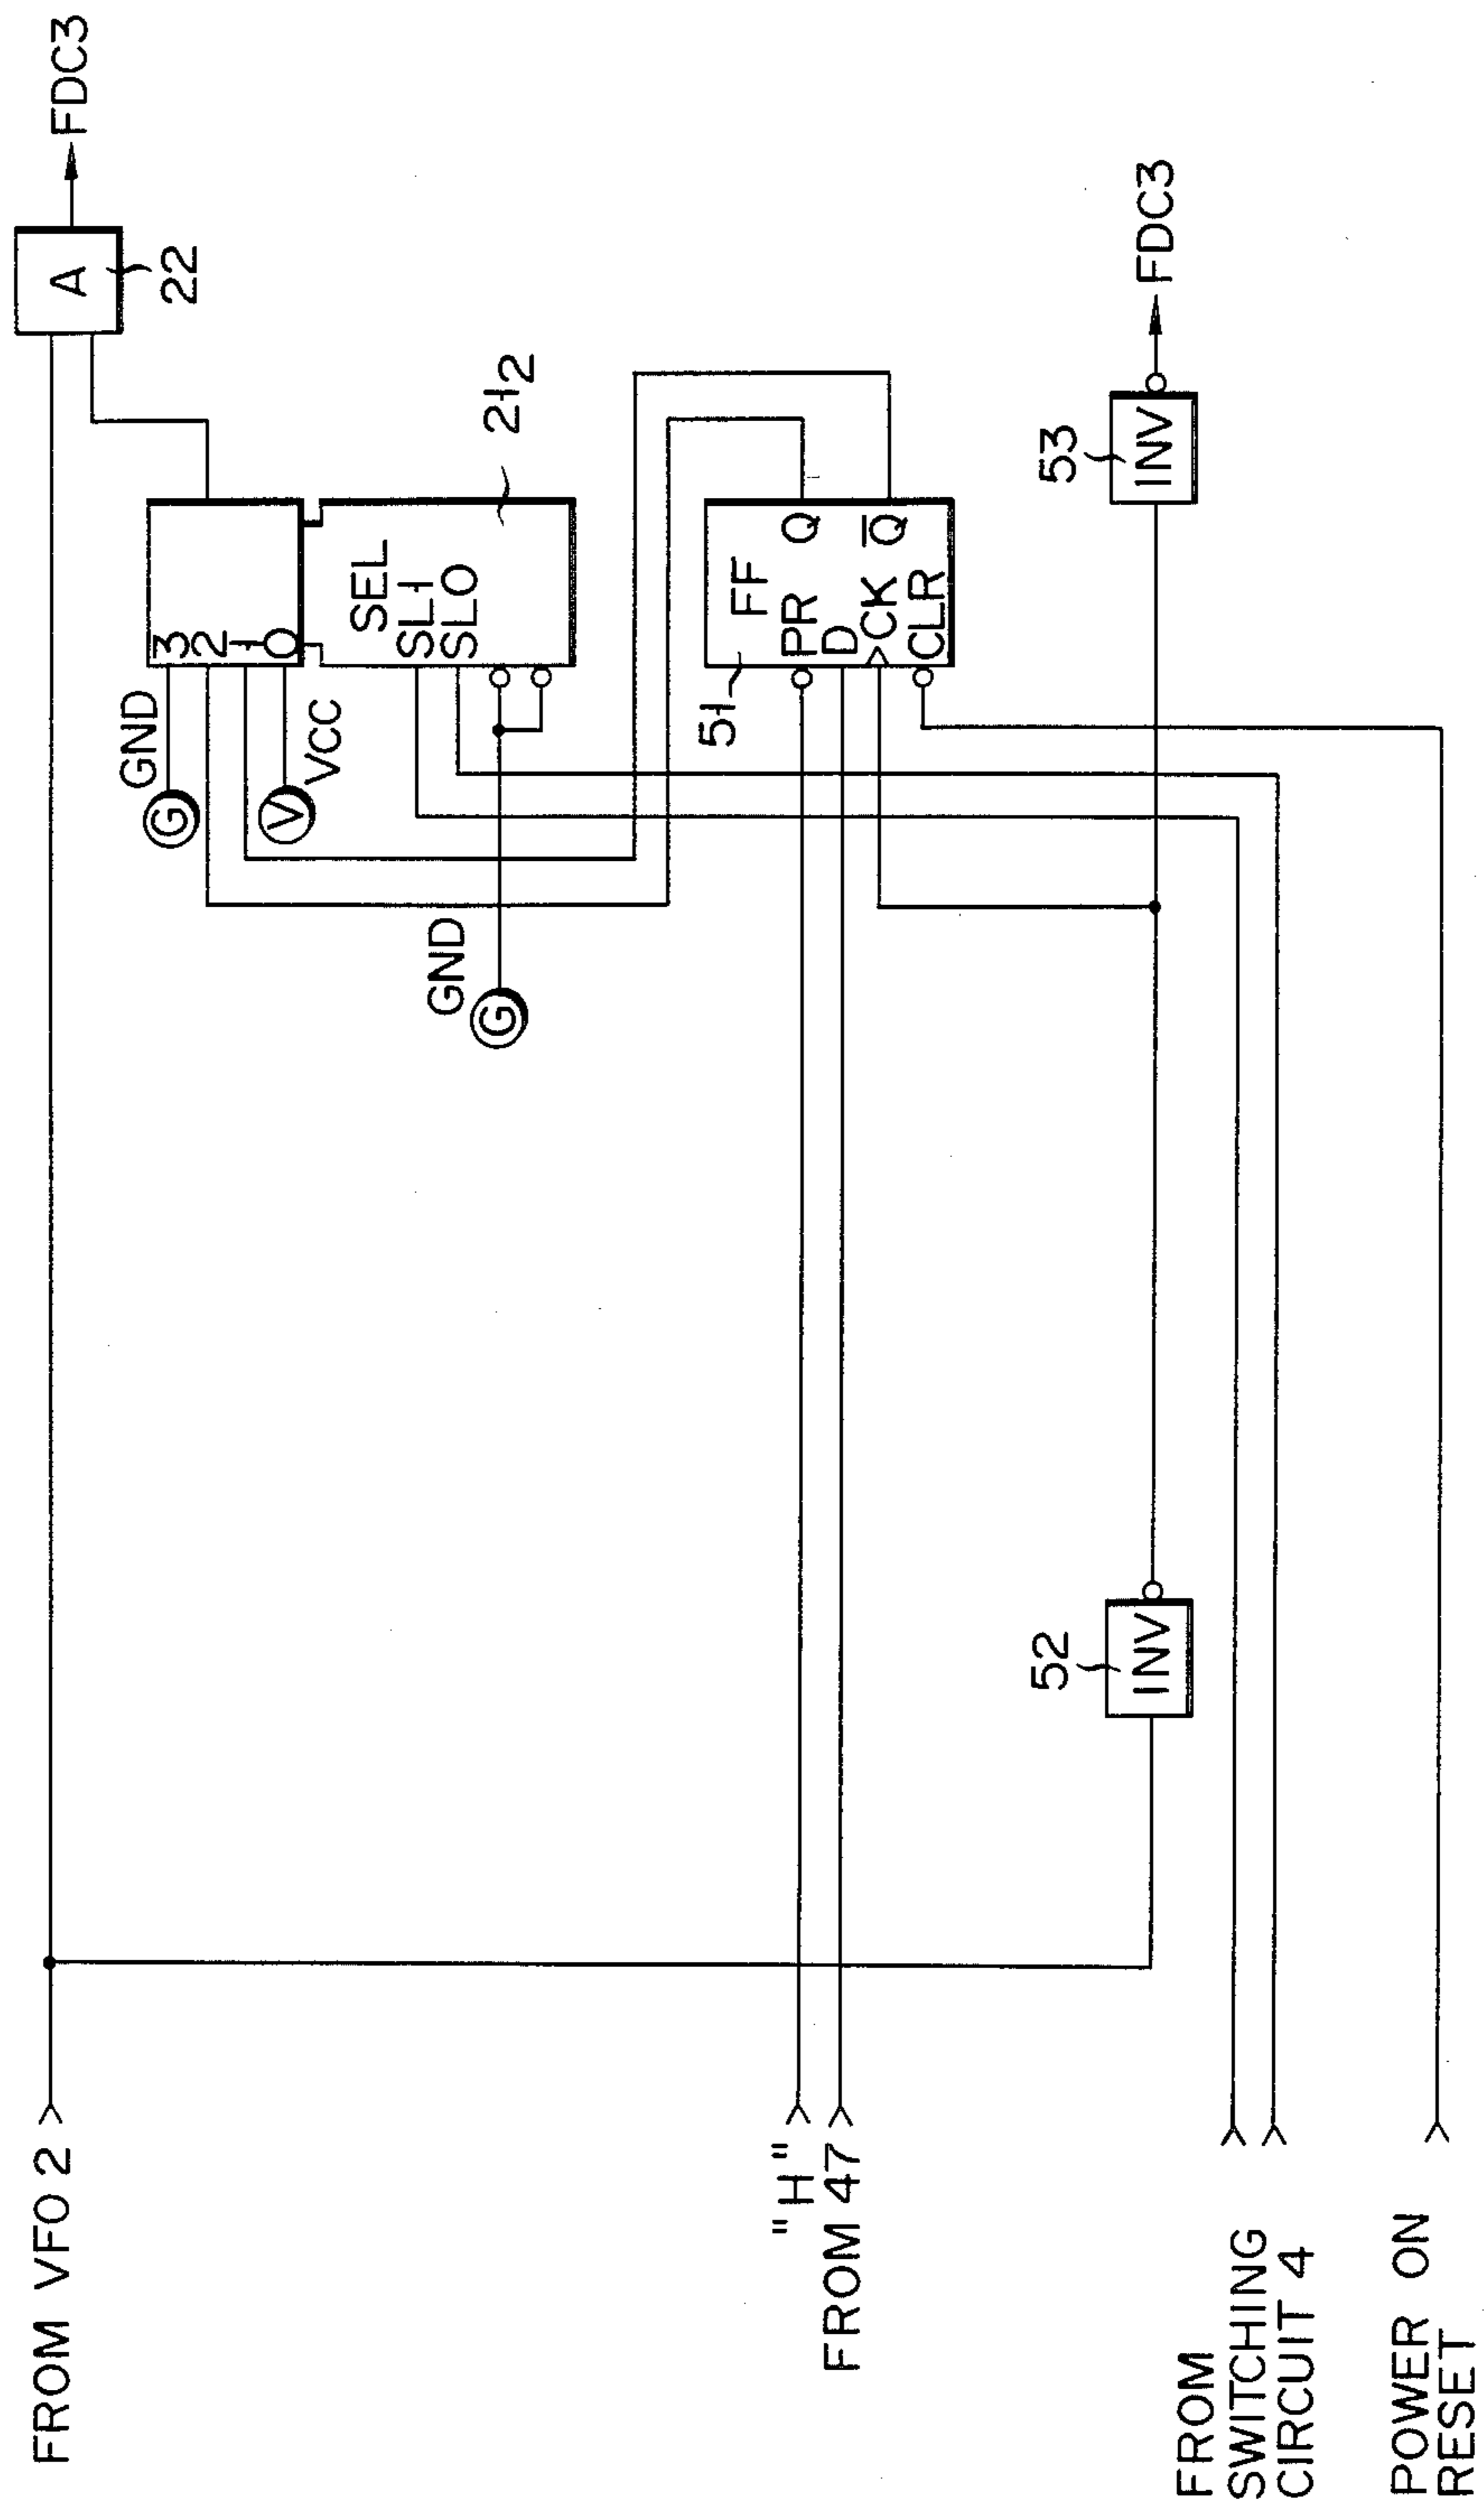 FROM VFO 2
A
FDC3
22
GND
G
3
2
1
0
V
VCC
SEL
SL1
SL0
212
GND
G
"H"
FROM 47
51
FF
PR
Q
D
CK
Q̅
CLR
52
INV
53
INV
FDC3
FROM
SWITCHING
CIRCUIT 4
POWER ON
RESET